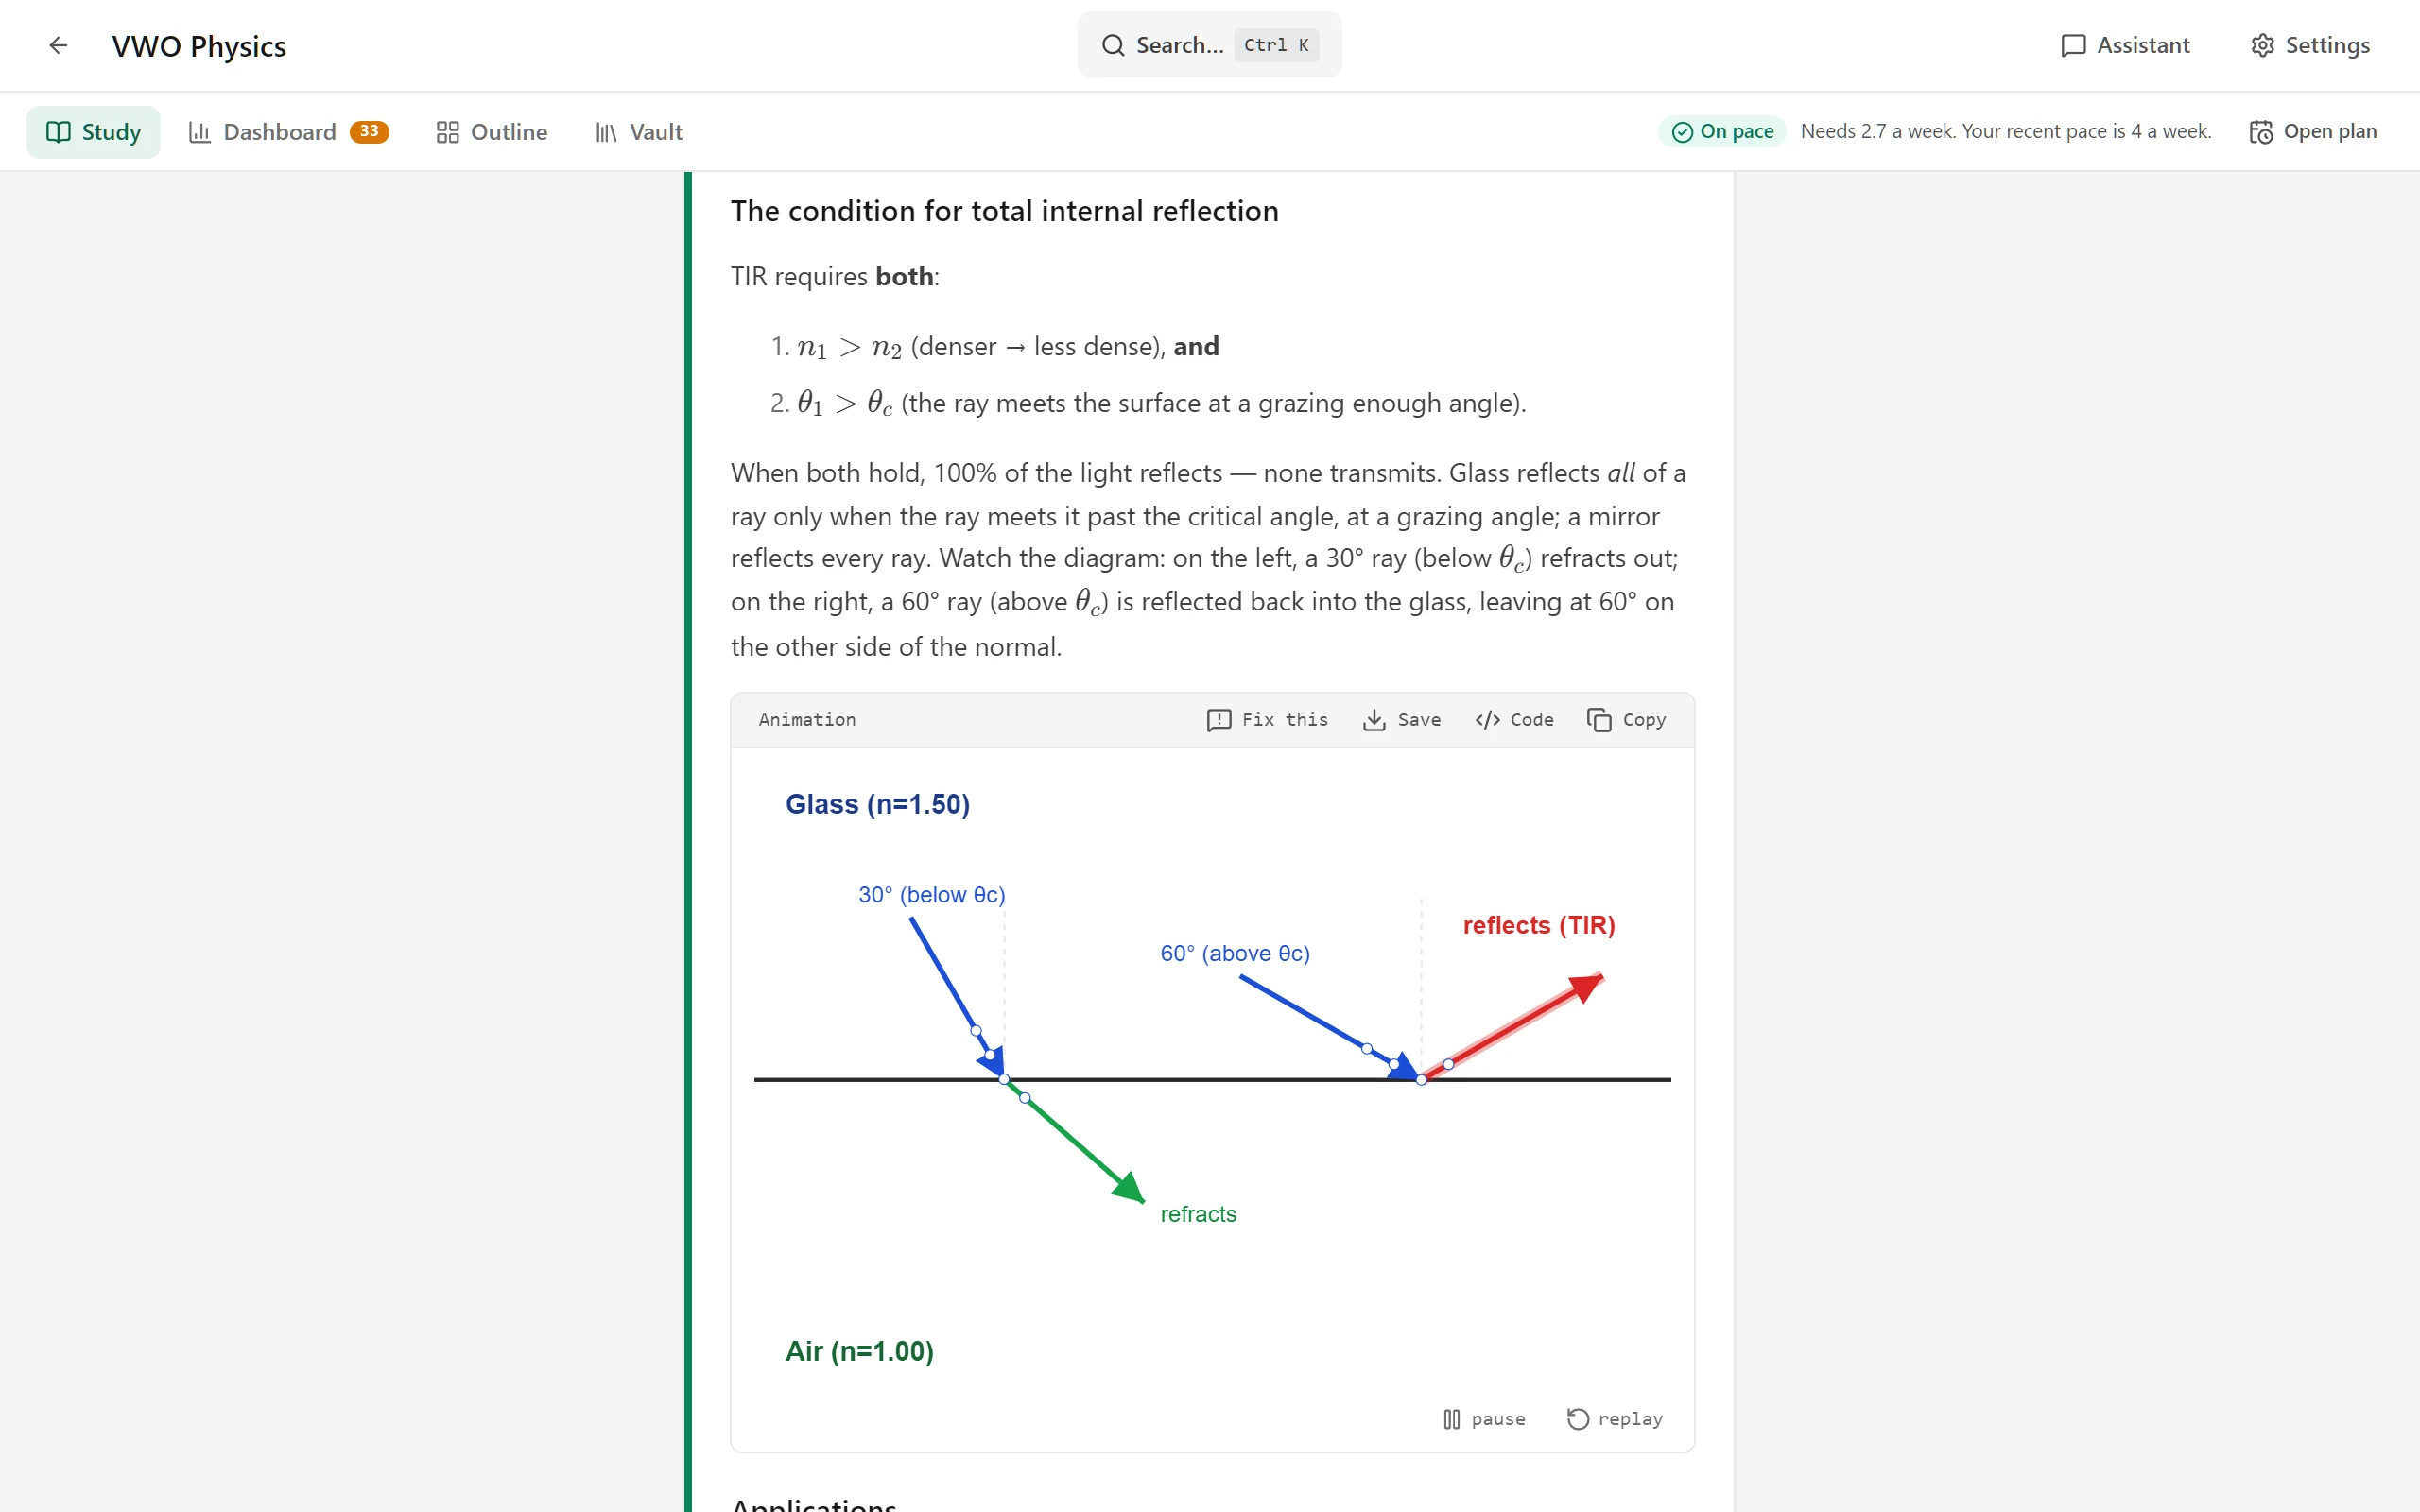 VWO Physics
Search... Ctrl K
Assistant
Settings
Study
Dashboard 33
Outline
Vault
On pace
Needs 2.7 a week. Your recent pace is 4 a week.
Open plan
The condition for total internal reflection
TIR requires both:
1. n₁ > n₂ (denser → less dense), and
2. θ₁ > θ_c (the ray meets the surface at a grazing enough angle).
When both hold, 100% of the light reflects — none transmits. Glass reflects all of a
ray only when the ray meets it past the critical angle, at a grazing angle; a mirror
reflects every ray. Watch the diagram: on the left, a 30° ray (below θ_c) refracts out;
on the right, a 60° ray (above θ_c) is reflected back into the glass, leaving at 60° on
the other side of the normal.
Animation
Fix this
Save
Code
Copy
Glass (n=1.50)
30° (below θc)
reflects (TIR)
60° (above θc)
refracts
Air (n=1.00)
pause
replay
Applications